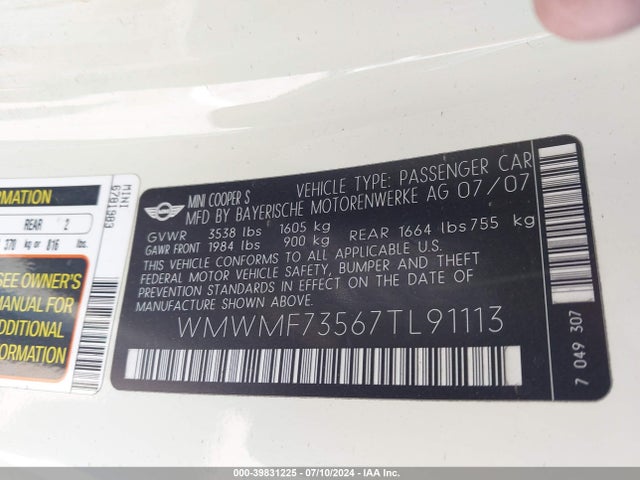 MINI
6781983
RMATION
REAR 2
370 kg or 816 lbs.
SEE OWNER'S
MANUAL FOR
ADDITIONAL
INFORMATION
MINI
MINI COOPER S
VEHICLE TYPE: PASSENGER CAR
MFD BY BAYERISCHE MOTORENWERKE AG 07/07
GVWR 3538 lbs 1605 kg
GAWR FRONT 1984 lbs 900 kg REAR 1664 lbs 755 kg
THIS VEHICLE CONFORMS TO ALL APPLICABLE U.S.
FEDERAL MOTOR VEHICLE SAFETY, BUMPER AND THEFT
PREVENTION STANDARDS IN EFFECT ON THE DATE OF
MANUFACTURE SHOWN ABOVE.
WMWMF73567TL91113
7 049 307
000-39831225 - 07/10/2024 - IAA Inc.